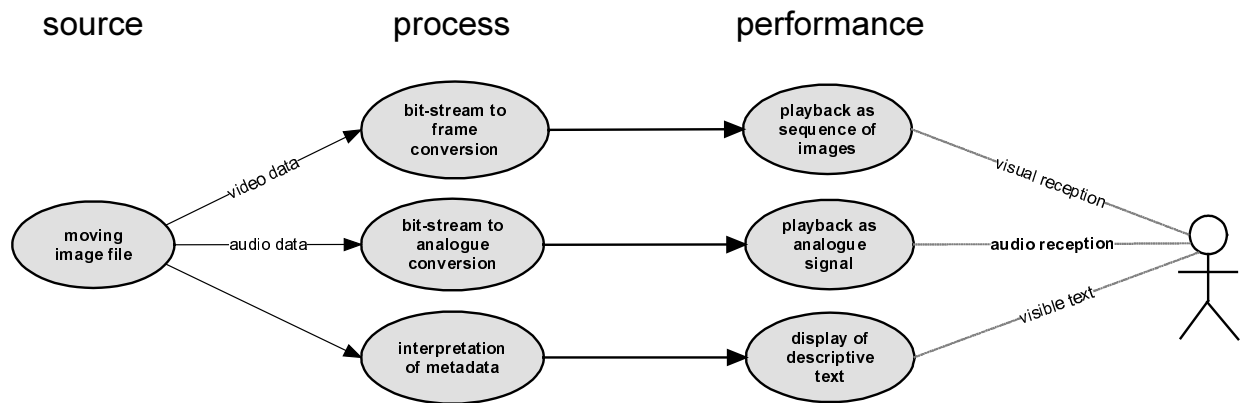 source process performance
bit-stream to
frame
conversion
playback as
sequence of
images
video data
visual reception
moving
image file
audio data
bit-stream to
analogue
conversion
playback as
analogue
signal
audio reception
visible text
interpretation
of metadata
display of
descriptive
text